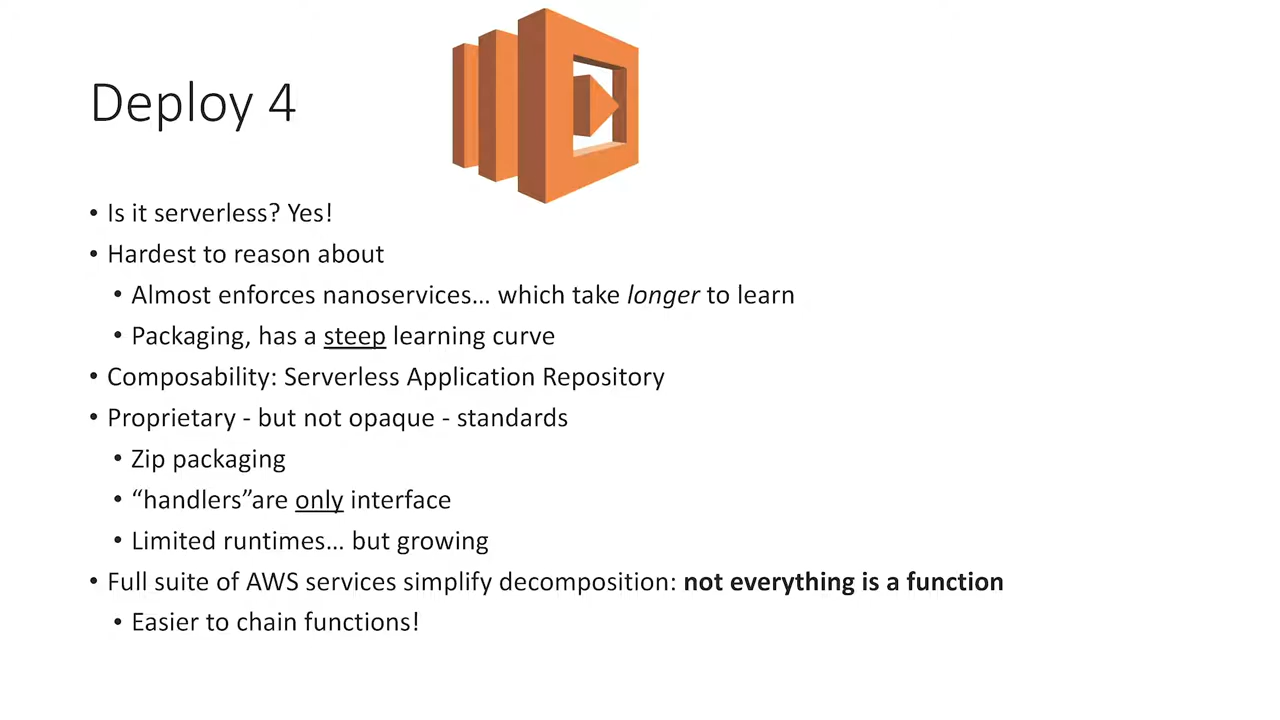 Deploy 4
• Is it serverless? Yes!
• Hardest to reason about
• Almost enforces nanoservices… which take longer to learn
• Packaging, has a steep learning curve
• Composability: Serverless Application Repository
• Proprietary - but not opaque - standards
• Zip packaging
• “handlers”are only interface
• Limited runtimes… but growing
• Full suite of AWS services simplify decomposition: not everything is a function
• Easier to chain functions!